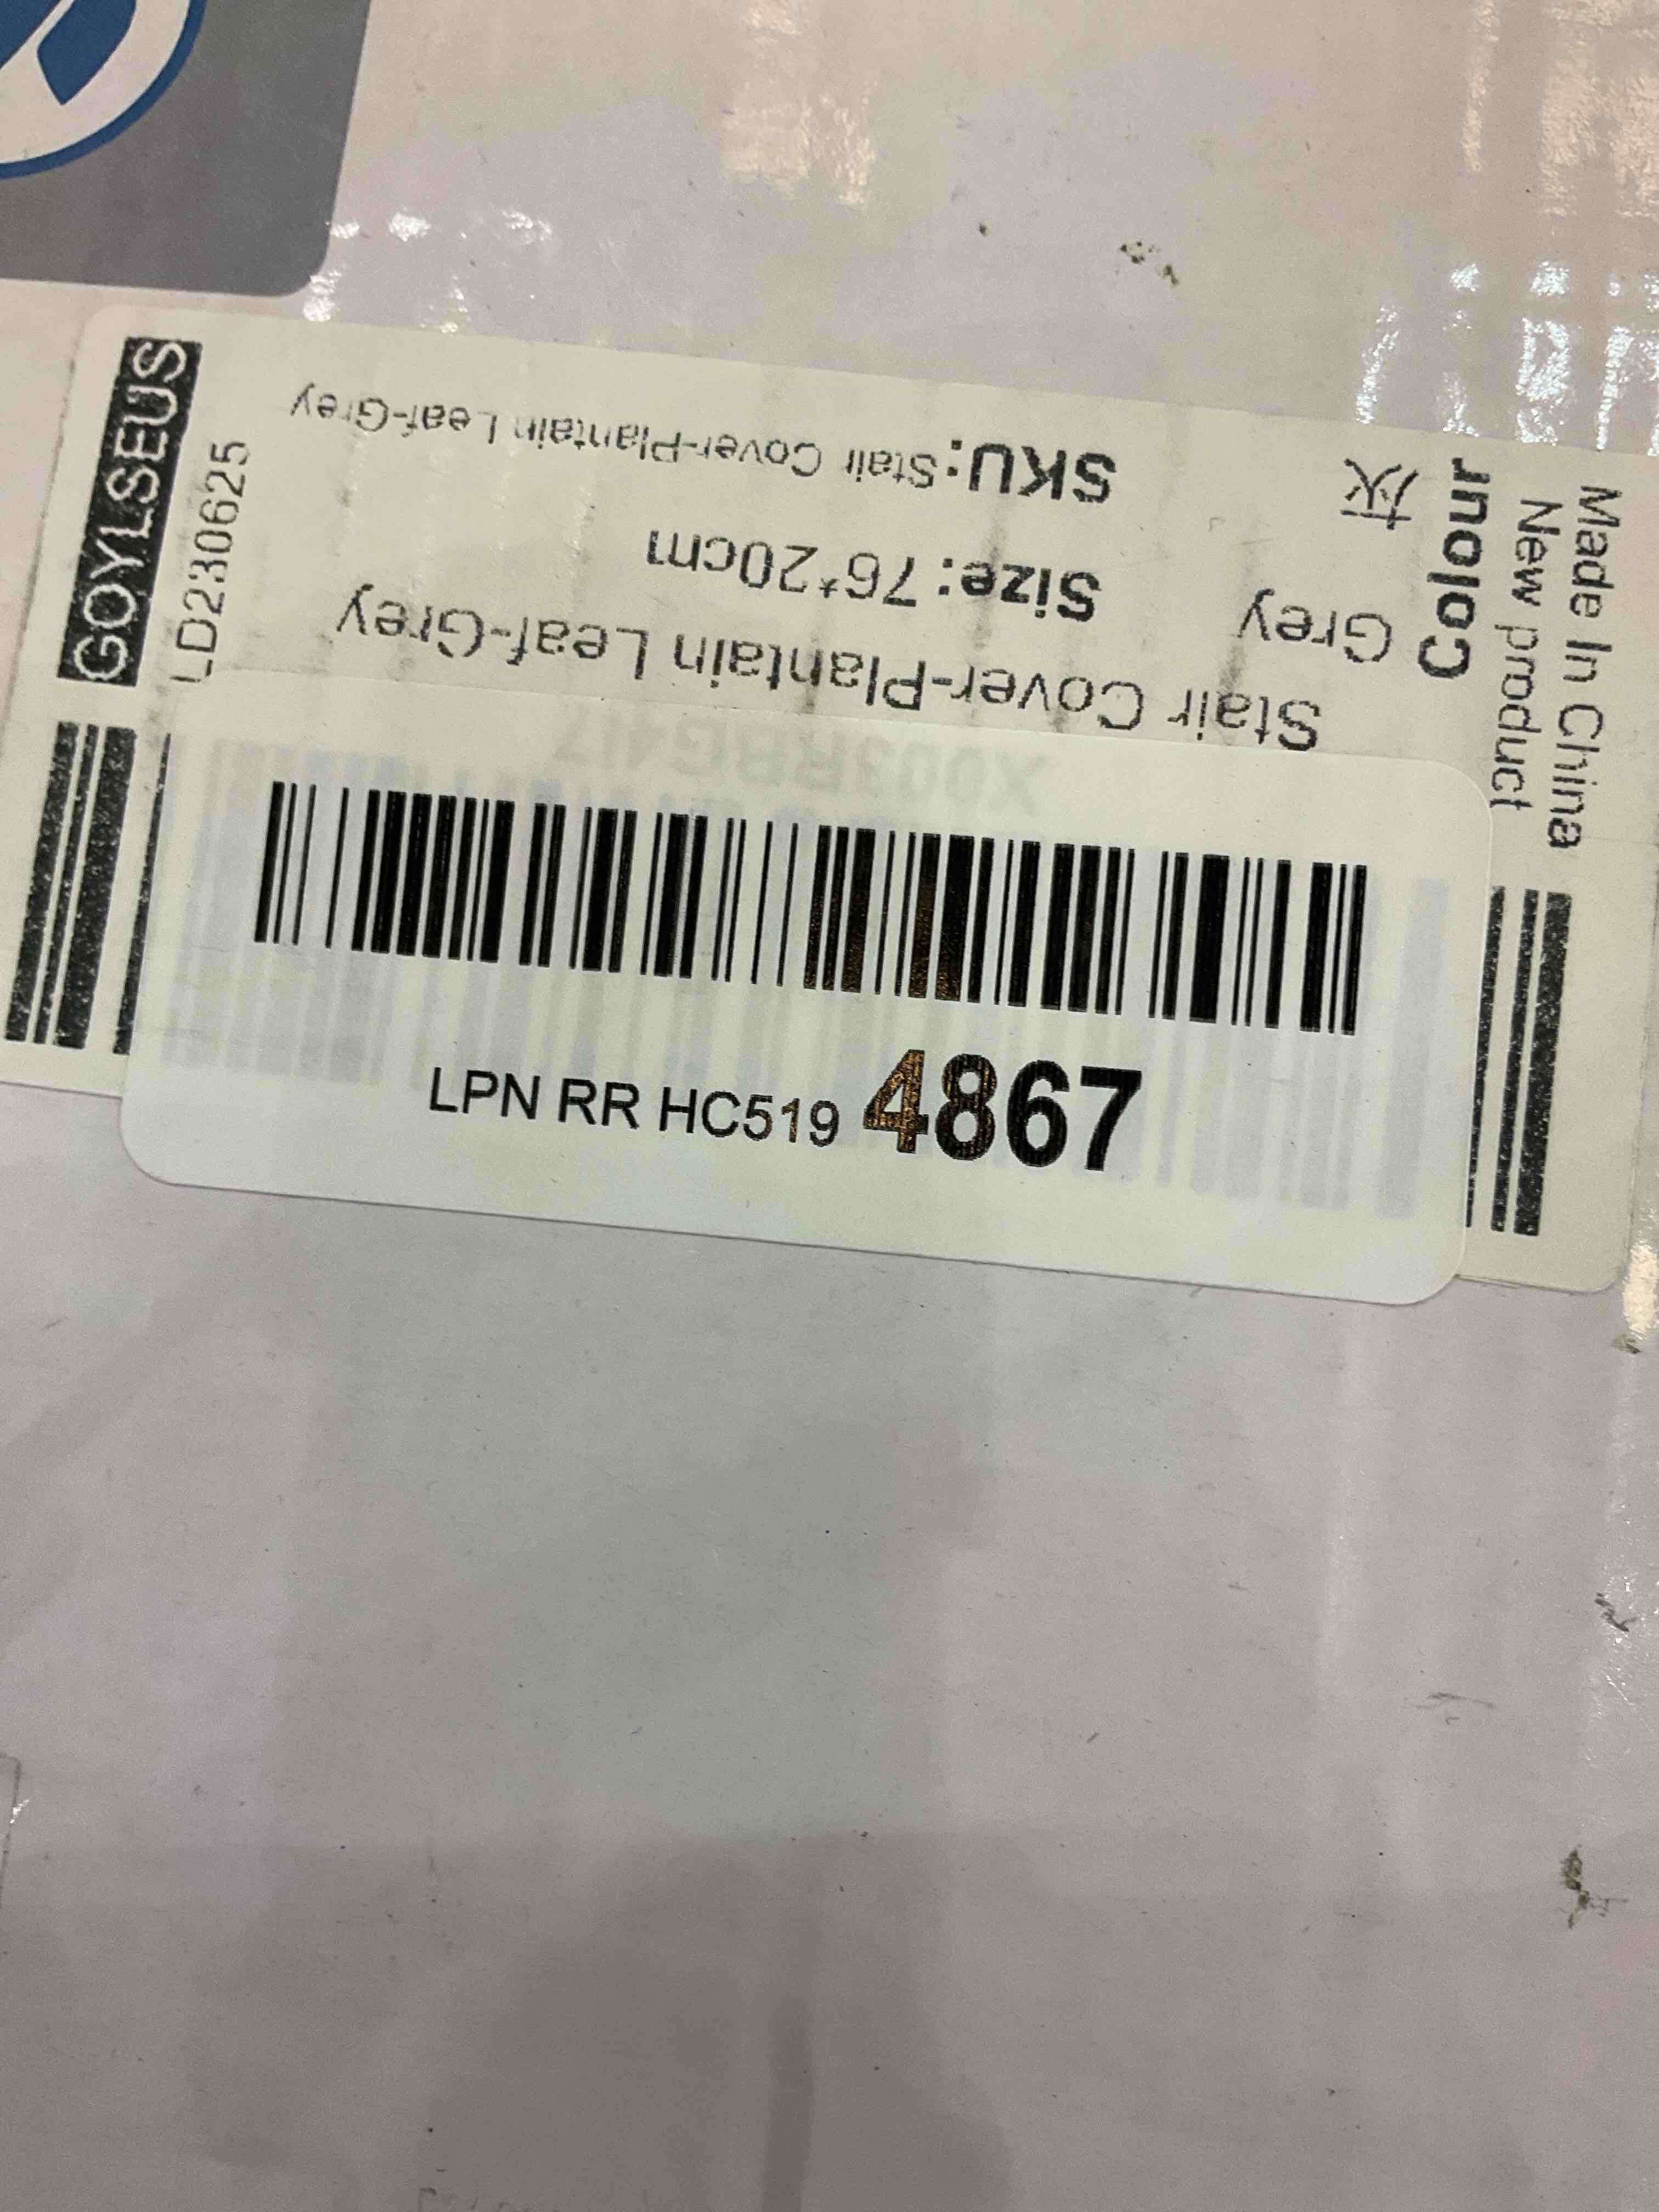 GOYLSEUS
LD230625
SKU:Stair Cover-Plantain Leaf-Grey
Size:76*20cm
Stair Cover-Plantain Leaf-Grey
灰
Grey
Colour
New product
Made In China
LPN RR HC519 4867